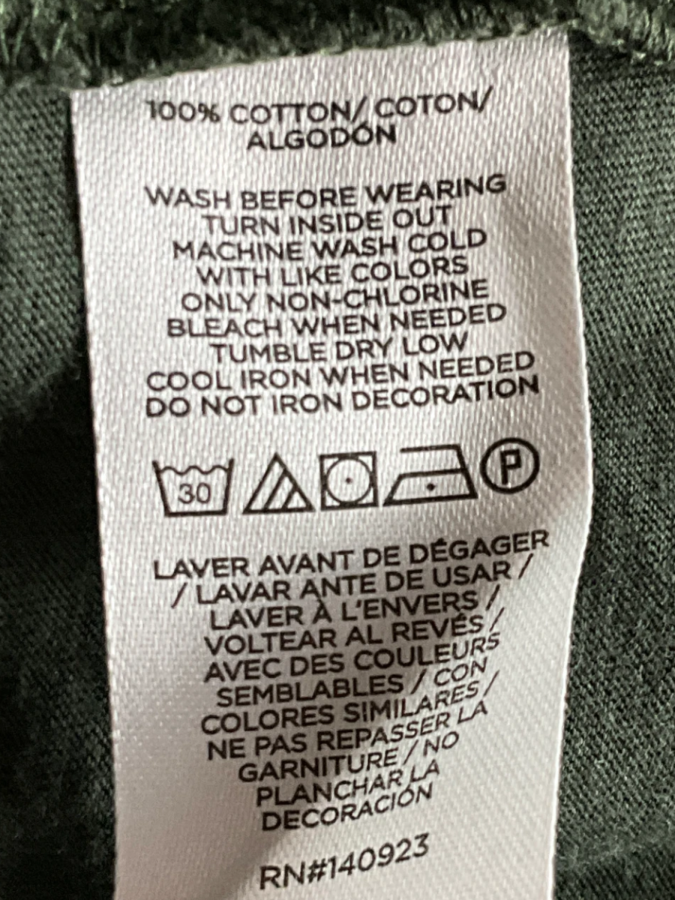 100% COTTON/ COTON/
ALGODÓN
WASH BEFORE WEARING
TURN INSIDE OUT
MACHINE WASH COLD
WITH LIKE COLORS
ONLY NON-CHLORINE
BLEACH WHEN NEEDED
TUMBLE DRY LOW
COOL IRON WHEN NEEDED
DO NOT IRON DECORATION
30 P
LAVER AVANT DE DÉGAGER
/ LAVAR ANTE DE USAR /
LAVER À L'ENVERS /
VOLTEAR AL REVÉS /
AVEC DES COULEURS
SEMBLABLES / CON
COLORES SIMILARES /
NE PAS REPASSER LA
GARNITURE / NO
PLANCHAR LA
DECORACIÓN
RN#140923